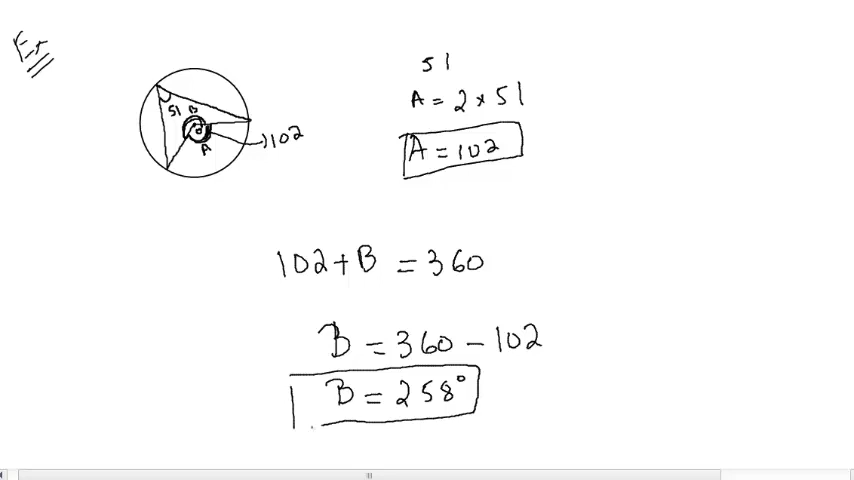 Ex
51
A = 2 × 51
A = 102
51 B
A
102
102 + B = 360
B = 360 - 102
B = 258°